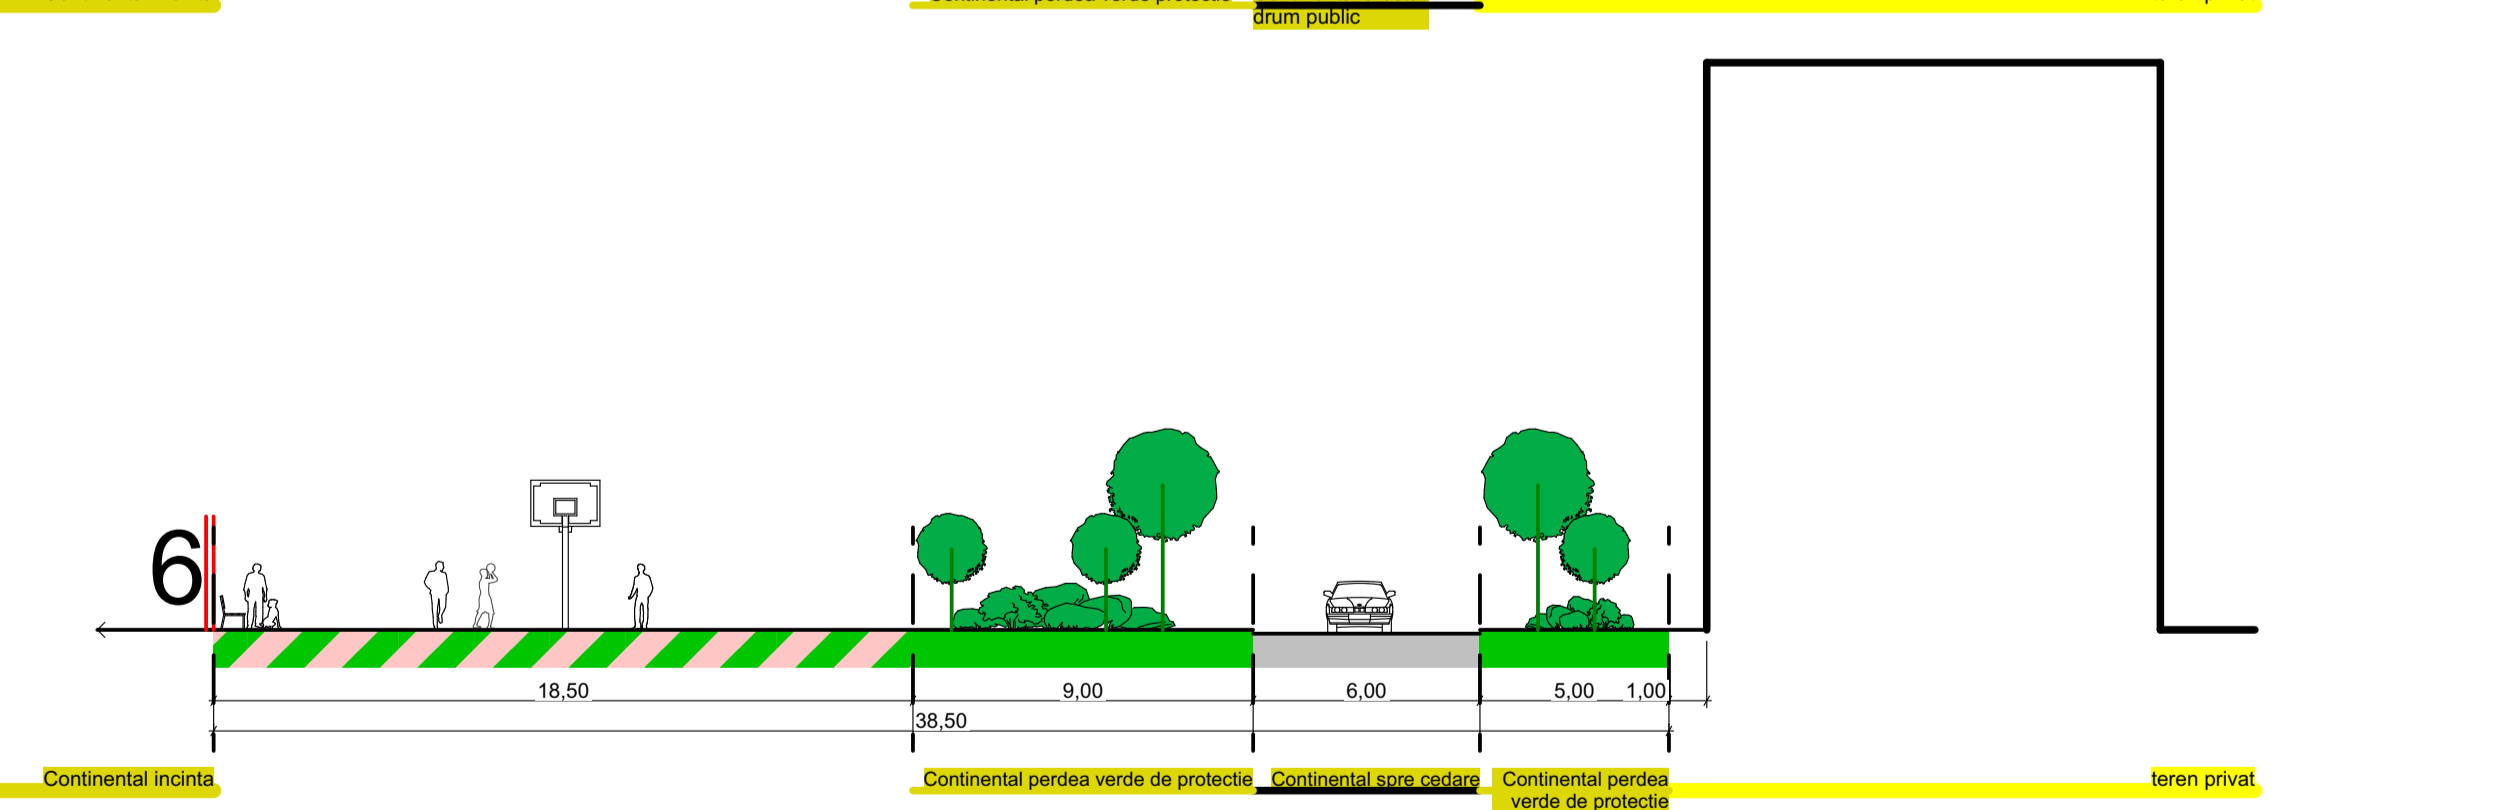 drum public
6
18,50
9,00
6,00
5,00
1,00
38,50
Continental incinta
Continental perdea verde de protectie
Continental spre cedare
Continental perdea
verde de protectie
teren privat